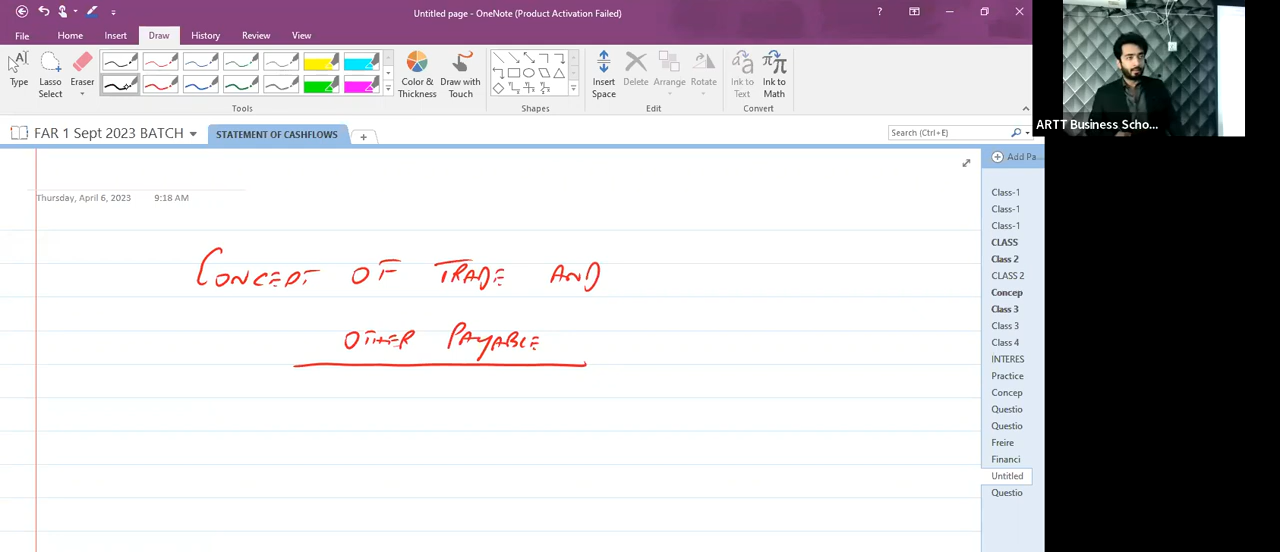 Untitled page - OneNote (Product Activation Failed)
File Home Insert Draw History Review View
Type
Lasso Select
Eraser
Color & Thickness
Draw with Touch
Insert Space
Delete
Arrange
Rotate
Ink to Text
Ink to Math
Tools
Shapes
Edit
Convert
FAR 1 Sept 2023 BATCH
STATEMENT OF CASHFLOWS
Search (Ctrl+E)
ARTT Business Scho...
Add Pa...
Thursday, April 6, 2023 9:18 AM
CONCEPT OF TRADE AND
OTHER PAYABLE
Class-1
Class-1
Class-1
CLASS
Class 2
CLASS 2
Concep
Class 3
Class 3
Class 4
INTERES
Practice
Concep
Questio
Questio
Freire
Financi
Untitled
Questio